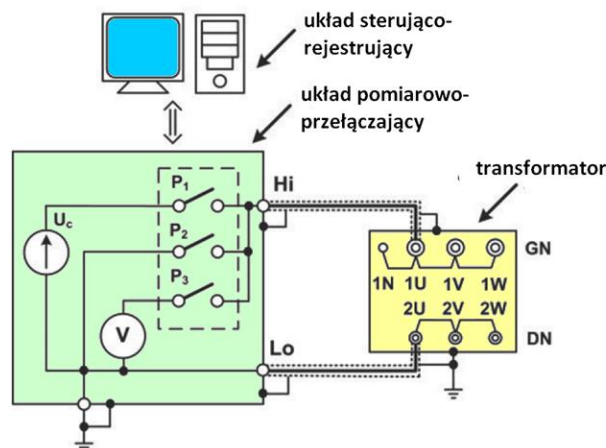 układ sterująco-
rejestrujący
układ pomiarowo-
przełączający
transformator
P1
Hi
Uc
P2
P3
V
Lo
GN
1N 1U 1V 1W
2U 2V 2W
DN